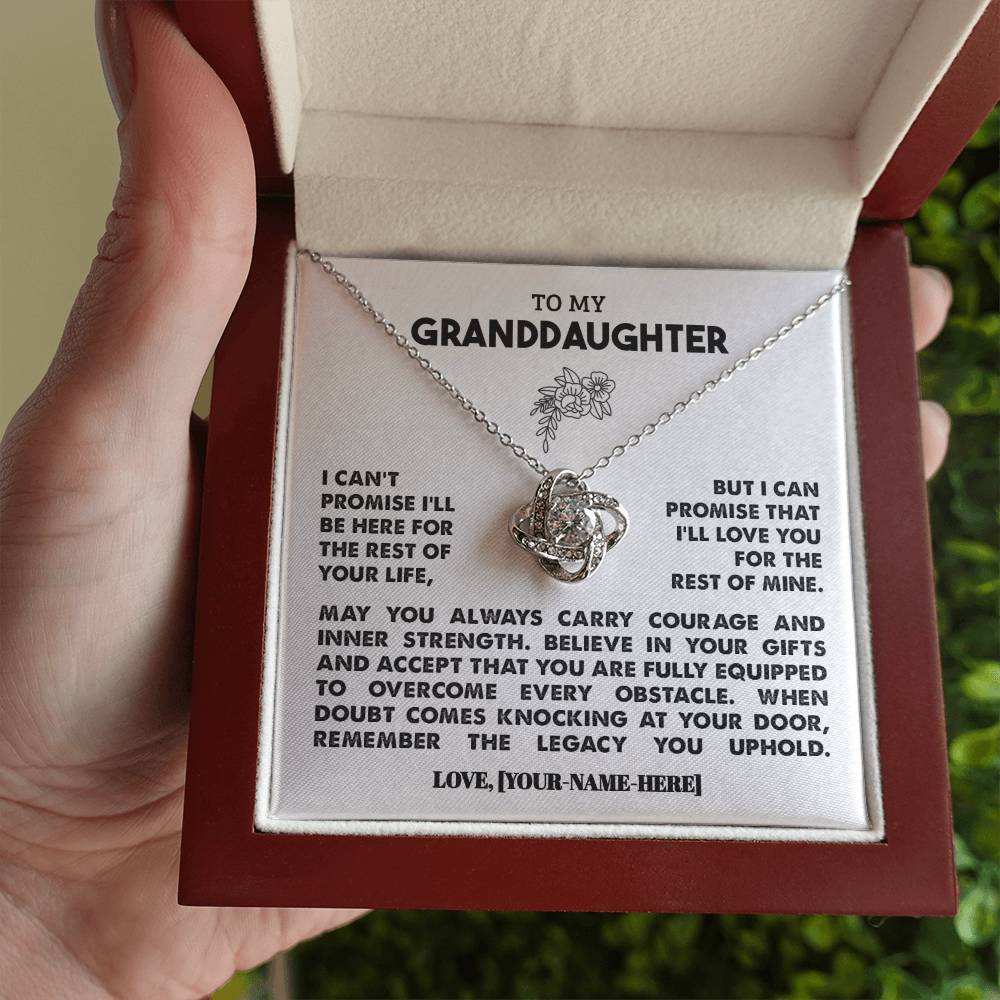 TO MY
GRANDDAUGHTER
I CAN'T
PROMISE I'LL
BE HERE FOR
THE REST OF
YOUR LIFE,
BUT I CAN
PROMISE THAT
I'LL LOVE YOU
FOR THE
REST OF MINE.
MAY YOU ALWAYS CARRY COURAGE AND
INNER STRENGTH. BELIEVE IN YOUR GIFTS
AND ACCEPT THAT YOU ARE FULLY EQUIPPED
TO OVERCOME EVERY OBSTACLE. WHEN
DOUBT COMES KNOCKING AT YOUR DOOR,
REMEMBER THE LEGACY YOU UPHOLD.
LOVE, [YOUR-NAME-HERE]